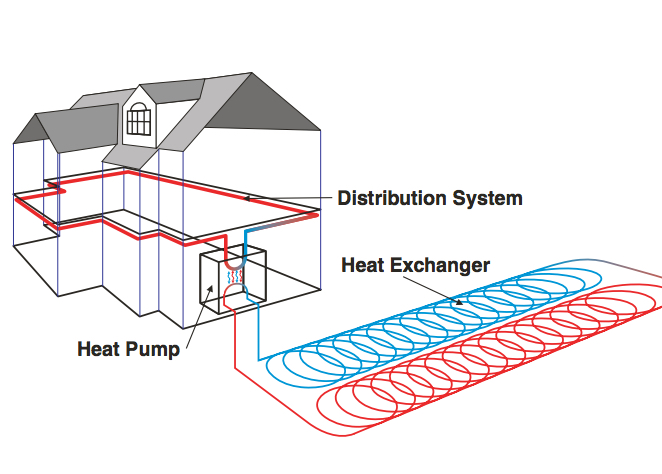 Distribution System
Heat Exchanger
Heat Pump